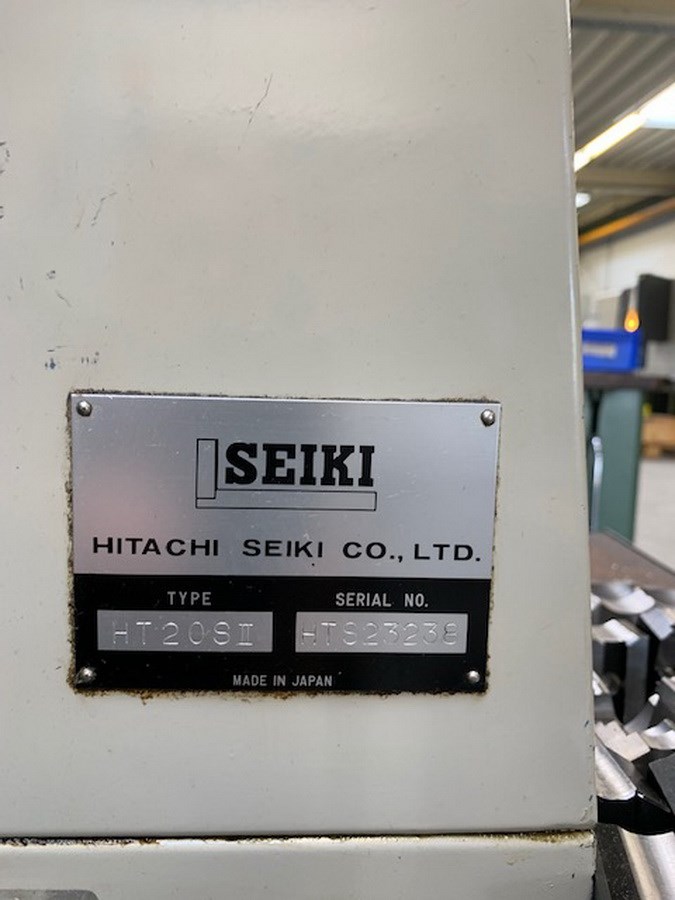 SEIKI
HITACHI SEIKI CO., LTD.
TYPE
SERIAL NO.
HT20SⅡ
HTS23238
MADE IN JAPAN